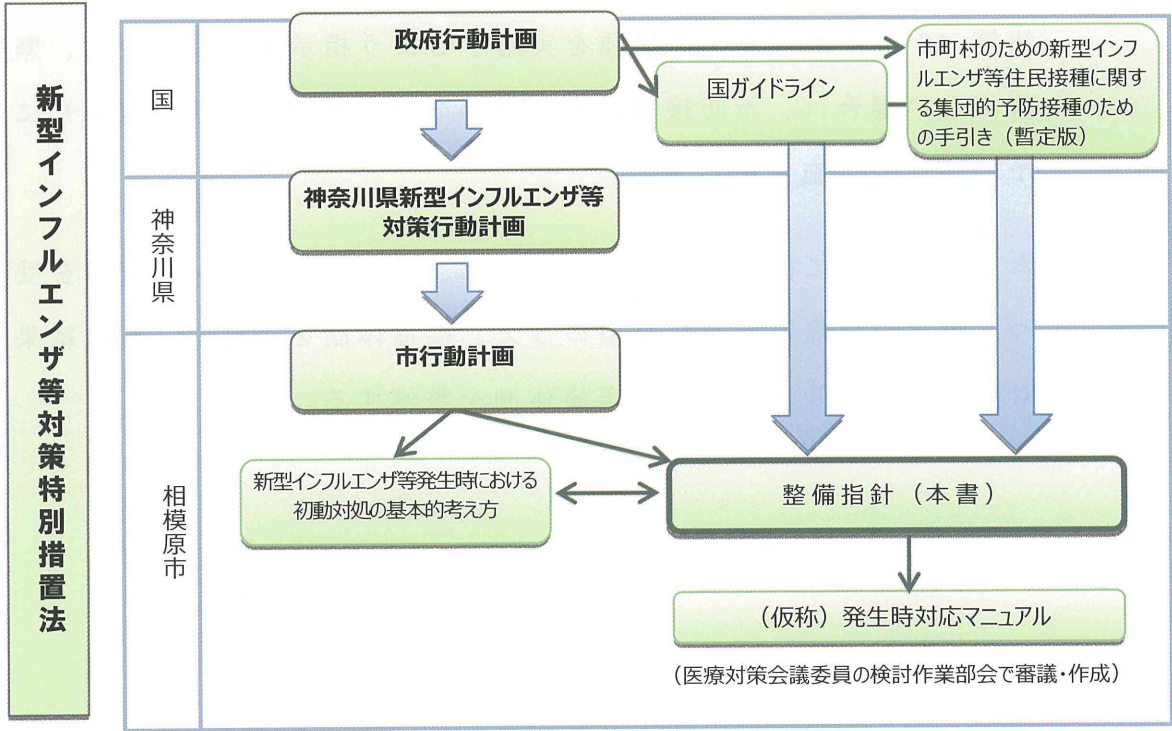 新型インフルエンザ等対策特別措置法
国
政府行動計画
国ガイドライン
市町村のための新型インフ
ルエンザ等住民接種に関す
る集団的予防接種のため
の手引き（暫定版）
神奈川県
神奈川県新型インフルエンザ等
対策行動計画
相模原市
市行動計画
新型インフルエンザ等発生時における
初動対処の基本的考え方
整備指針（本書）
（仮称）発生時対応マニュアル
（医療対策会議委員の検討作業部会で審議・作成）